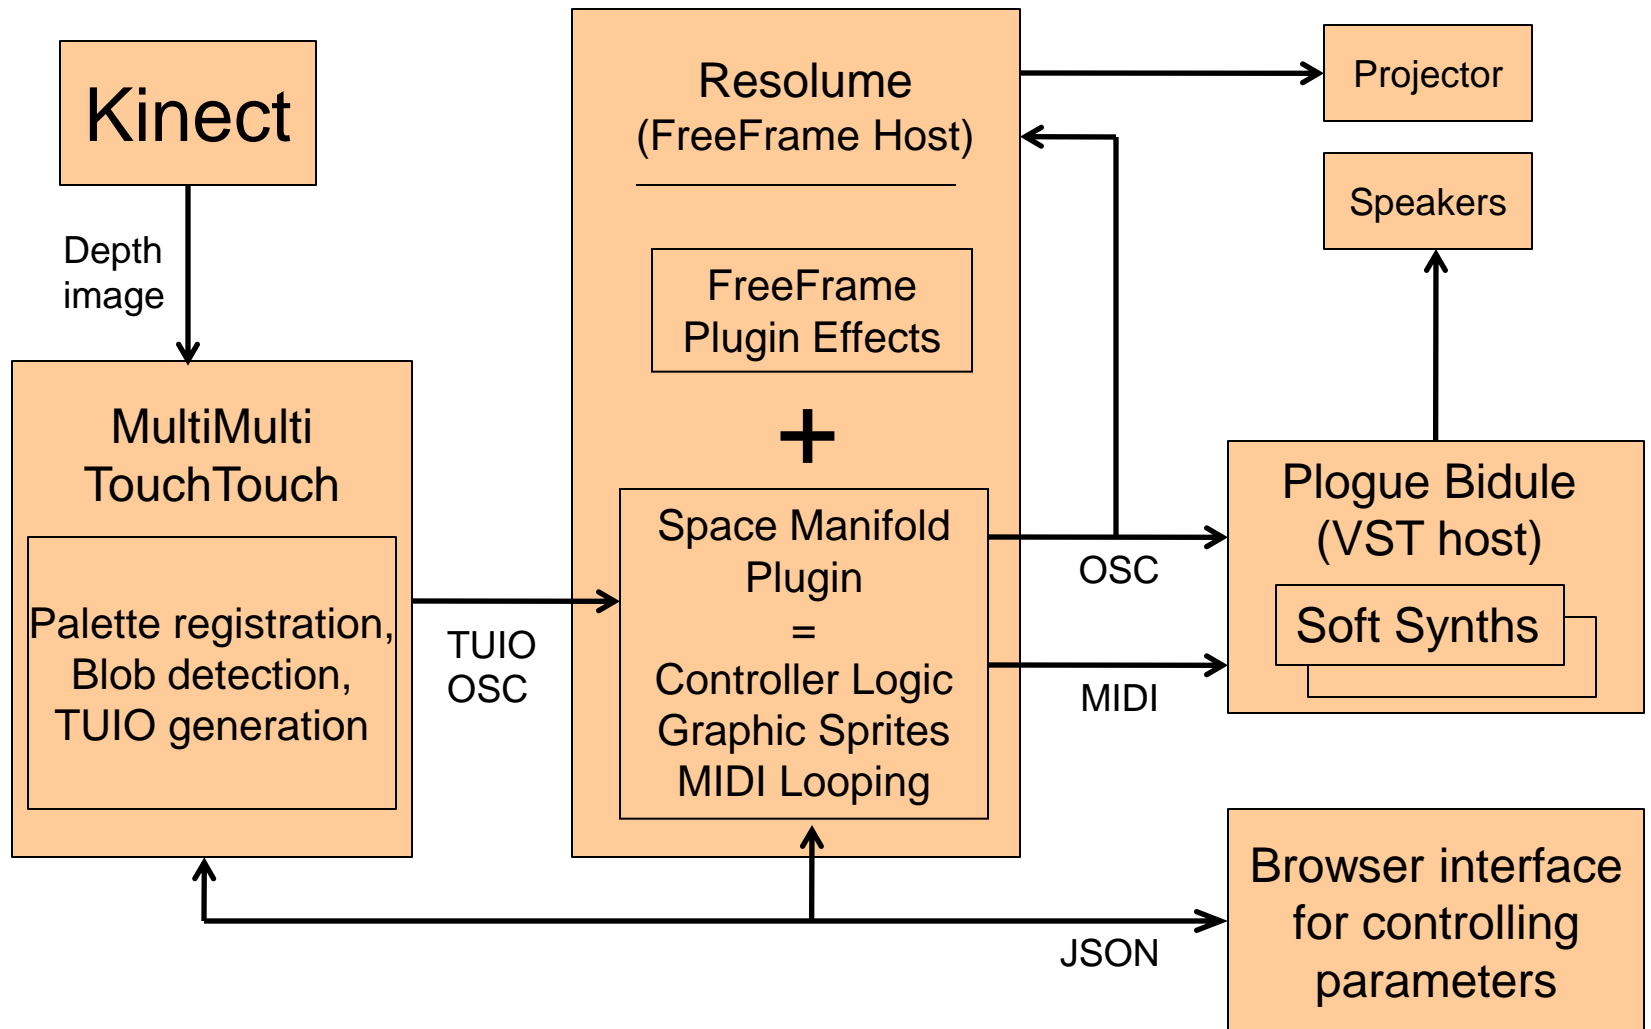 Kinect
Depth
image
MultiMulti
TouchTouch
Palette registration,
Blob detection,
TUIO generation
TUIO
OSC
Resolume
(FreeFrame Host)
FreeFrame
Plugin Effects
+
Space Manifold
Plugin
=
Controller Logic
Graphic Sprites
MIDI Looping
OSC
MIDI
JSON
Projector
Speakers
Plogue Bidule
(VST host)
Soft Synths
Browser interface
for controlling
parameters